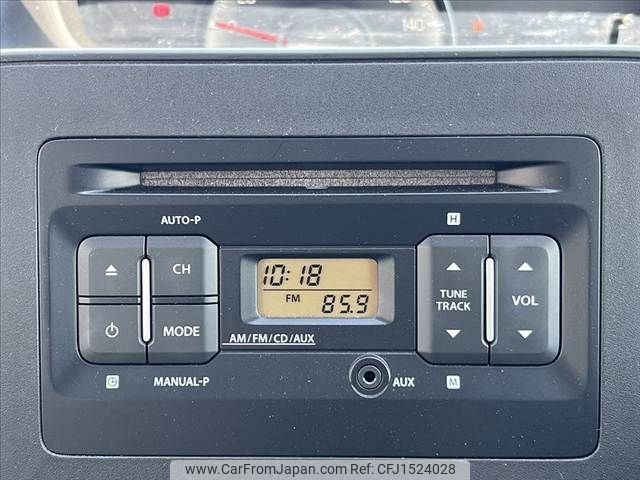 140
AUTO-P
H
CH
10:18
FM
85.9
TUNE
TRACK
VOL
MODE
AM/FM/CD/AUX
MANUAL-P
AUX
M
www.CarFromJapan.com Ref No. CFJ1524028